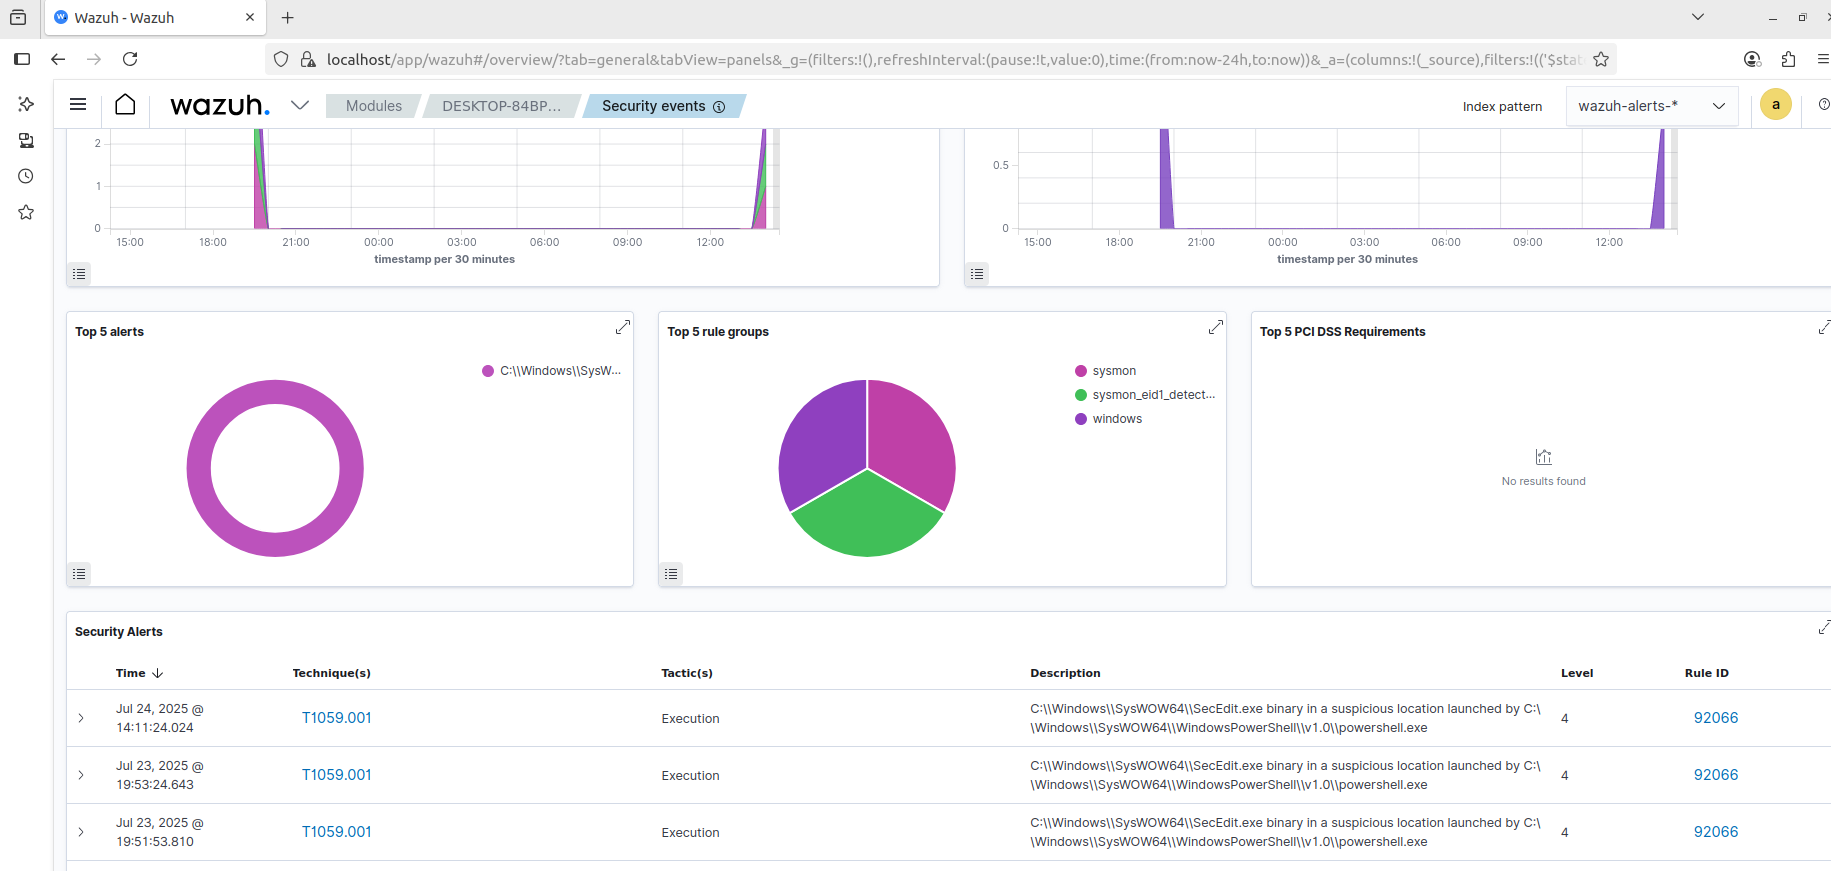 Wazuh - Wazuh
localhost/app/wazuh#/overview/?tab=general&tabView=panels&_g=(filters:!(),refreshInterval:(pause:!t,value:0),time:(from:now-24h,to:now))&_a=(columns:!(_source),filters:!(('$stat
wazuh. Modules DESKTOP-84BP... Security events Index pattern wazuh-alerts-* a
2
1
0
15:00 18:00 21:00 00:00 03:00 06:00 09:00 12:00
timestamp per 30 minutes
0.5
0
15:00 18:00 21:00 00:00 03:00 06:00 09:00 12:00
timestamp per 30 minutes
Top 5 alerts
C:\\Windows\\SysW...
Top 5 rule groups
sysmon
sysmon_eid1_detect...
windows
Top 5 PCI DSS Requirements
No results found
Security Alerts
Time Technique(s) Tactic(s) Description Level Rule ID
Jul 24, 2025 @
14:11:24.024
T1059.001
Execution
C:\\Windows\\SysWOW64\\SecEdit.exe binary in a suspicious location launched by C:\
\Windows\\SysWOW64\\WindowsPowerShell\\v1.0\\powershell.exe
4
92066
Jul 23, 2025 @
19:53:24.643
T1059.001
Execution
C:\\Windows\\SysWOW64\\SecEdit.exe binary in a suspicious location launched by C:\
\Windows\\SysWOW64\\WindowsPowerShell\\v1.0\\powershell.exe
4
92066
Jul 23, 2025 @
19:51:53.810
T1059.001
Execution
C:\\Windows\\SysWOW64\\SecEdit.exe binary in a suspicious location launched by C:\
\Windows\\SysWOW64\\WindowsPowerShell\\v1.0\\powershell.exe
4
92066